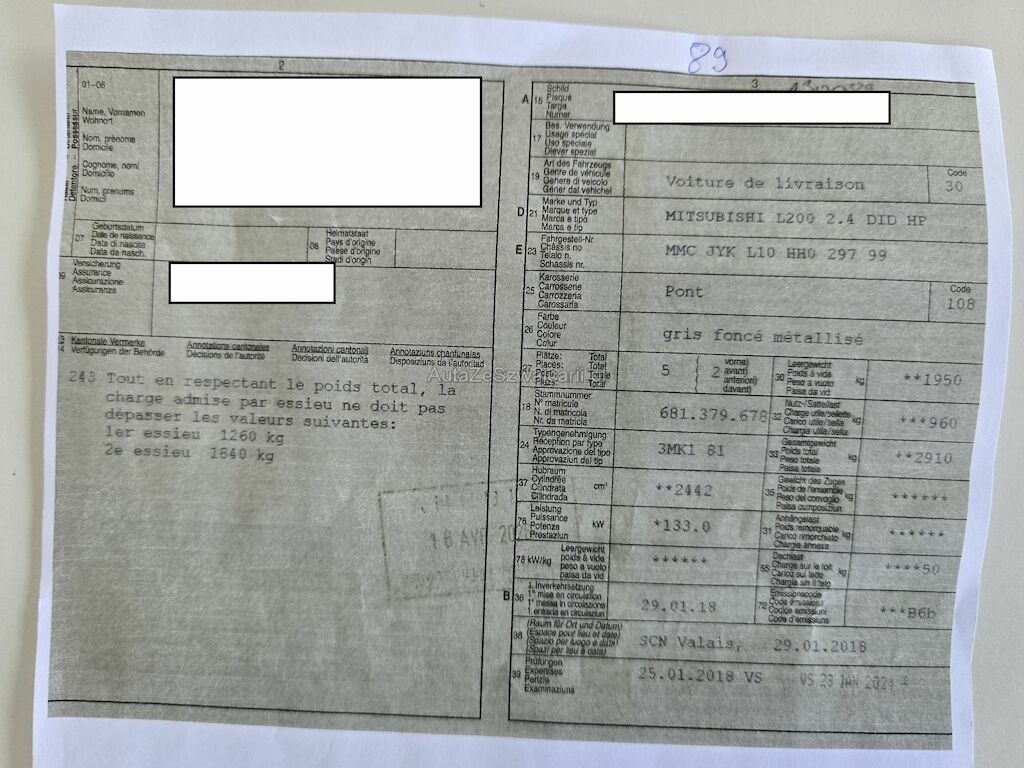 89
2
01-06
Name, Vornamen
Wohnort
Nom, prénoms
Domicile
Cognome, nomi
Domicilio
Num, prenums
Domicil
Détenteur - Possessur
07
Geburtsdatum
Date de naissance
Data di nascita
Data da nasch.
08
Heimatstaat
Pays d'origine
Paese d'origine
Stadi d'origin
09
Versicherung
Assurance
Assicurazione
Assicuranza
Kantonale Vermerke
Verfügungen der Behörde
Annotations cantonales
Décisions de l'autorité
Annotazioni cantonali
Decisioni dell'autorità
Annotaziuns chantunalas
Disposiziuns da l'autoritad
243 Tout en respectant le poids total, la
charge admise par essieu ne doit pas
dépasser les valeurs suivantes:
1er essieu 1260 kg
2e essieu 1840 kg
3
A 15
Schild
Plaque
Targa
Numer
17
Bes. Verwendung
Usage spécial
Uso speciale
Diever spezial
19
Art des Fahrzeugs
Genre de véhicule
Genere di veicolo
Gener dal vehichel
Voiture de livraison
Code
30
D 21
Marke und Typ
Marque et type
Marca e tipo
Marca e tip
MITSUBISHI L200 2.4 DID HP
E 23
Fahrgestell-Nr.
Châssis no
Telaio n.
Schassis nr.
MMC JYK L10 HH0 297 99
25
Karosserie
Carrosserie
Carrozzeria
Carossaria
Pont
Code
108
26
Farbe
Couleur
Colore
Colur
gris foncé métallisé
27
Plätze: Total
Places: Total
Posti: Totale
Plazs: Total
5 ( 2
vorne)
avant)
anteriori)
davant)
30
Leergewicht
Poids à vide
Peso a vuoto
Paisa da vid
kg
**1950
18
Stammnummer
N° matricule
N. di matricola
Nr. da matricla
681.379.678
32
Nutz-/Sattellast
Charge utile/sellette
Carico utile/sella
Chargia utila/sella
kg
***960
24
Typengenehmigung
Réception par type
Approvazione del tipo
Approvaziun dal tip
3MK1 81
33
Gesamtgewicht
Poids total
Peso totale
Paisa totala
kg
**2910
37
Hubraum
Cylindrée
Cilindrata
Cilindrada
cm³
**2442
35
Gewicht des Zuges
Poids de l'ensemble
Peso del convoglio
Paisa cumposiziun
kg
******
76
Leistung
Puissance
Potenza
Prestaziun
kW
*133.0
31
Anhängelast
Poids remorquable
Carico rimorchiato
Chargia annexa
kg
******
78 kW/kg
Leergewicht
poids à vide
peso a vuoto
paisa da vid
******
55
Dachlast
Charge sur le toit
Carico sul tetto
Chargia sin il tetg
kg
****50
B 36
1. Inverkehrsetzung
1re mise en circulation
1a messa in circolazione
1. entrada en circulaziun
29.01.18
72
Emissionscode
Code émissions
Codice emissioni
Code d'emissiuns
***B6b
38
(Raum für Ort und Datum)
(Espace pour lieu et date)
(Spazio per luogo e data)
(Spazi per lieu e data)
SCN Valais, 29.01.2018
39
Prüfungen
Expertises
Perizie
Examinaziuns
25.01.2018 VS
VS 23 JAN 2024
AutazeSzwajcarii